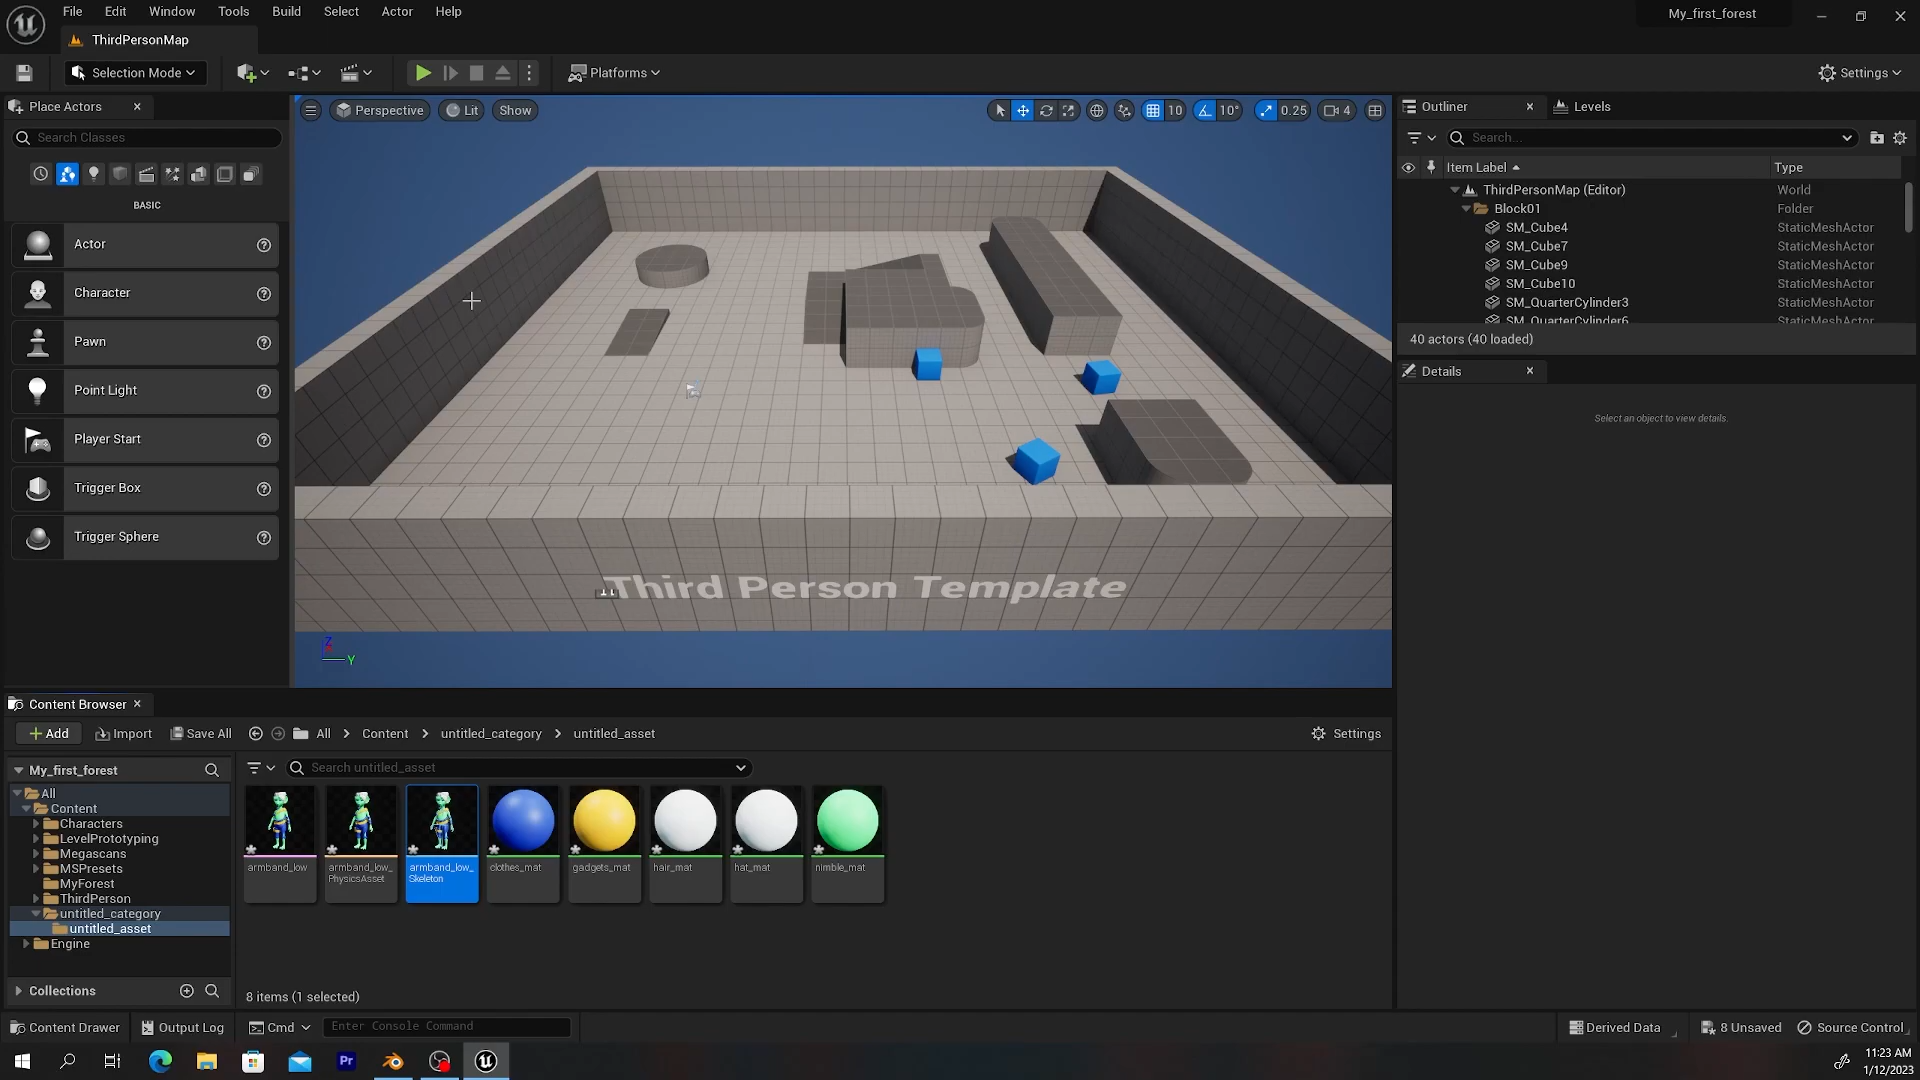 File Edit Window Tools Build Select Actor Help
My_first_forest
ThirdPersonMap
Selection Mode
Platforms
Settings
Place Actors
Search Classes
BASIC
Actor
Character
Pawn
Point Light
Player Start
Trigger Box
Trigger Sphere
Perspective
Lit
Show
10
10°
0.25
4
Third Person Template
Z
Y
Outliner
Levels
Search...
Item Label
Type
ThirdPersonMap (Editor) World
Block01 Folder
SM_Cube4 StaticMeshActor
SM_Cube7 StaticMeshActor
SM_Cube9 StaticMeshActor
SM_Cube10 StaticMeshActor
SM_QuarterCylinder3 StaticMeshActor
SM_QuarterCylinder6 StaticMeshActor
40 actors (40 loaded)
Details
Select an object to view details.
Content Browser
Add
Import
Save All
All
Content
untitled_category
untitled_asset
Settings
My_first_forest
All
Content
Characters
LevelPrototyping
Megascans
MSPresets
MyForest
ThirdPerson
untitled_category
untitled_asset
Engine
Collections
Search untitled_asset
armband_low
armband_low_
PhysicsAsset
armband_low_
Skeleton
clothes_mat
gadgets_mat
hair_mat
hat_mat
nimble_mat
8 items (1 selected)
Content Drawer
Output Log
Cmd
Enter Console Command
Derived Data
8 Unsaved
Source Control
Pr
11:23 AM
1/12/2023